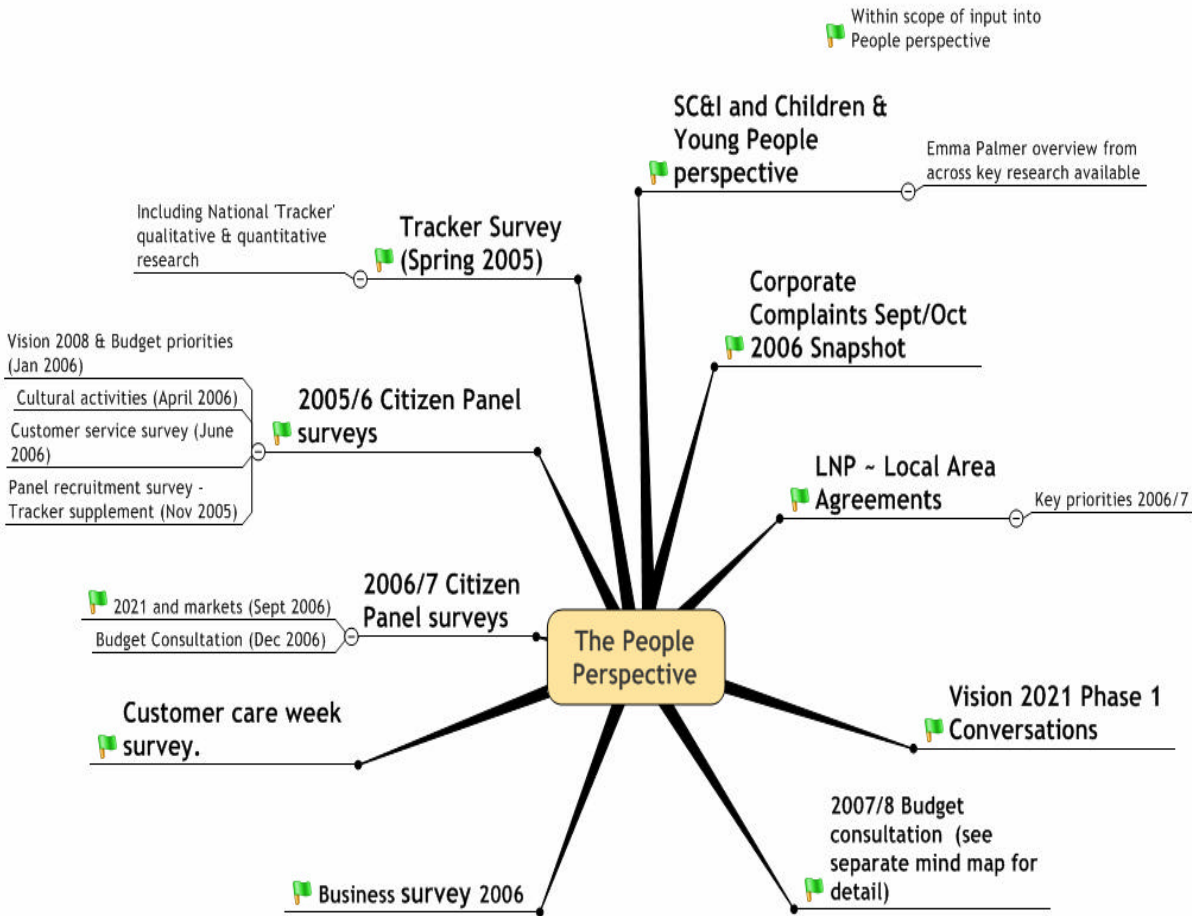 Within scope of input into
People perspective
SC&I and Children &
Young People
perspective
Emma Palmer overview from
across key research available
Including National 'Tracker'
qualitative & quantitative
research
Tracker Survey
(Spring 2005)
Corporate
Complaints Sept/Oct
2006 Snapshot
Vision 2008 & Budget priorities
(Jan 2006)
Cultural activities (April 2006)
Customer service survey (June
2006)
Panel recruitment survey -
Tracker supplement (Nov 2005)
2005/6 Citizen Panel
surveys
LNP ~ Local Area
Agreements
Key priorities 2006/7
2021 and markets (Sept 2006)
Budget Consultation (Dec 2006)
2006/7 Citizen
Panel surveys
The People
Perspective
Customer care week
survey.
Vision 2021 Phase 1
Conversations
2007/8 Budget
consultation (see
separate mind map for
detail)
Business survey 2006